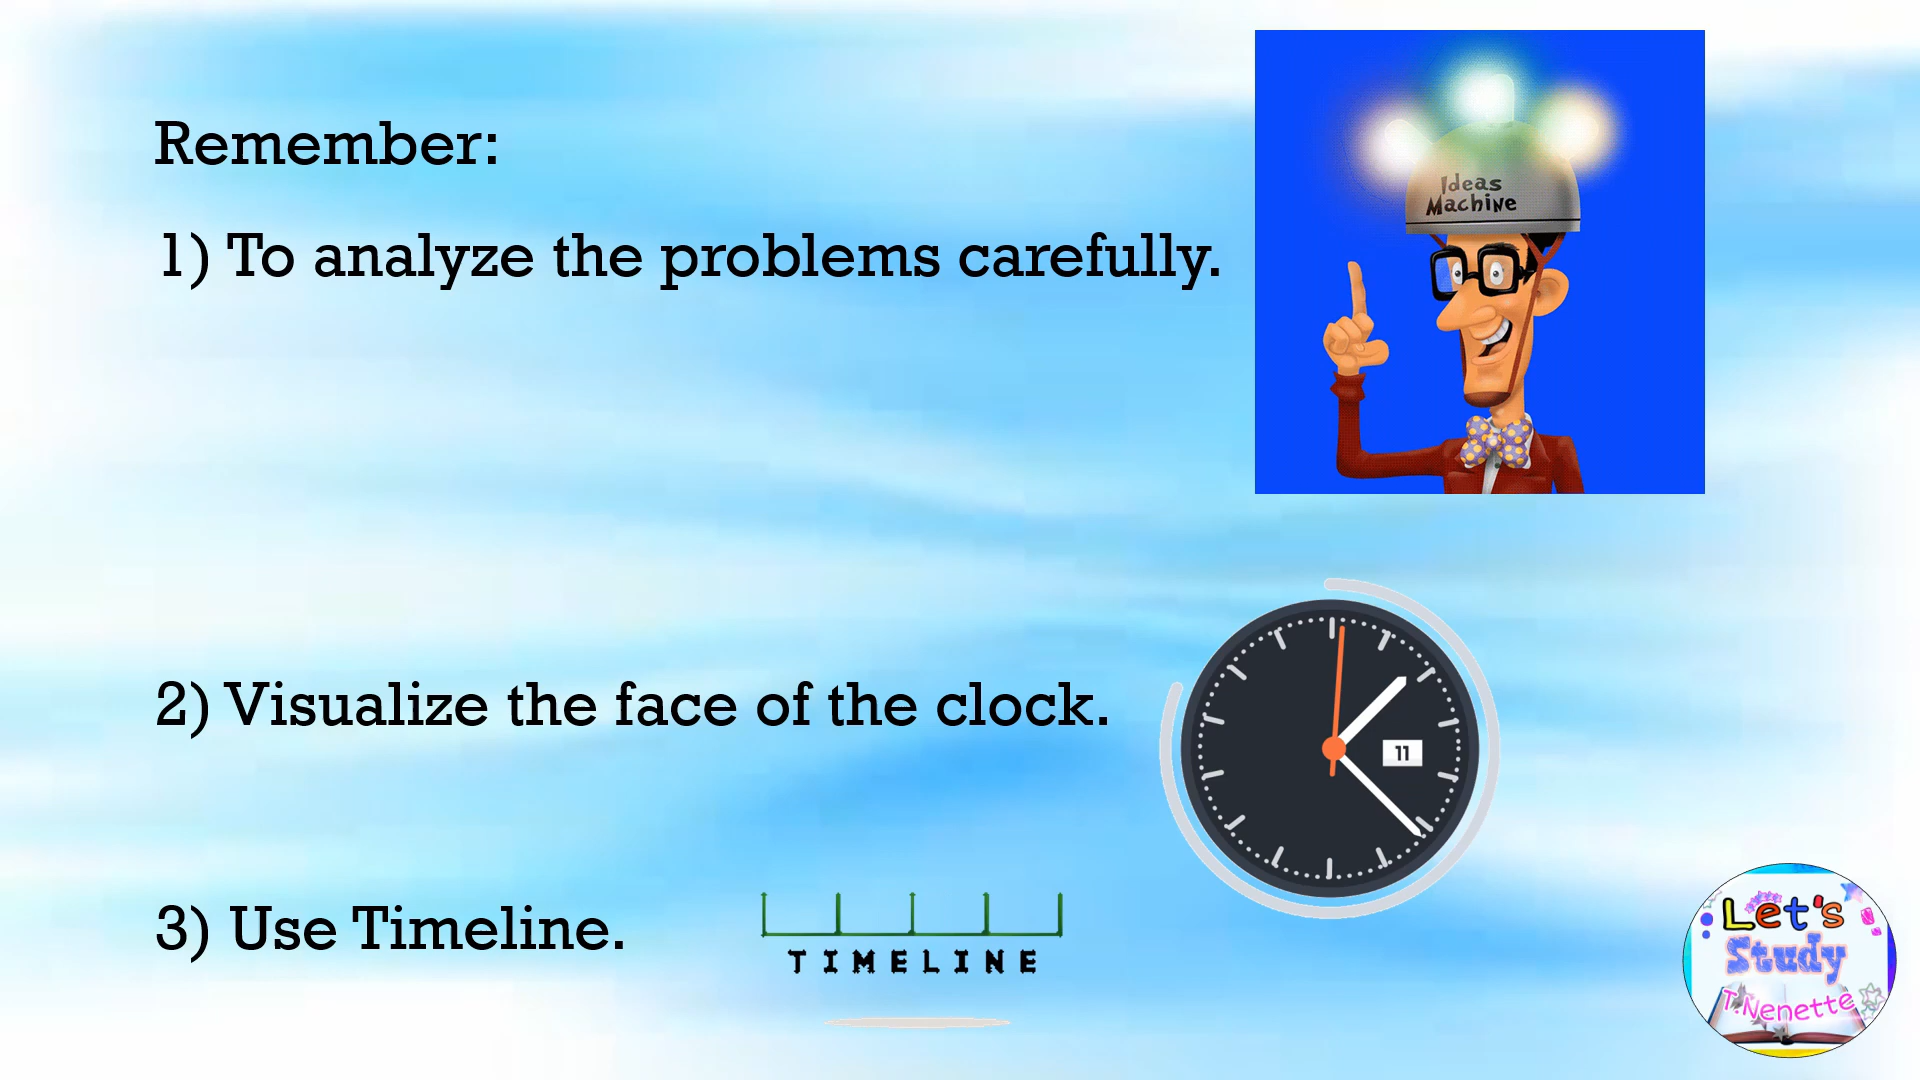 Remember:
1) To analyze the problems carefully.
Ideas
Machine
2) Visualize the face of the clock.
11
3) Use Timeline.
TIMELINE
Let's
Study
T.Nenette